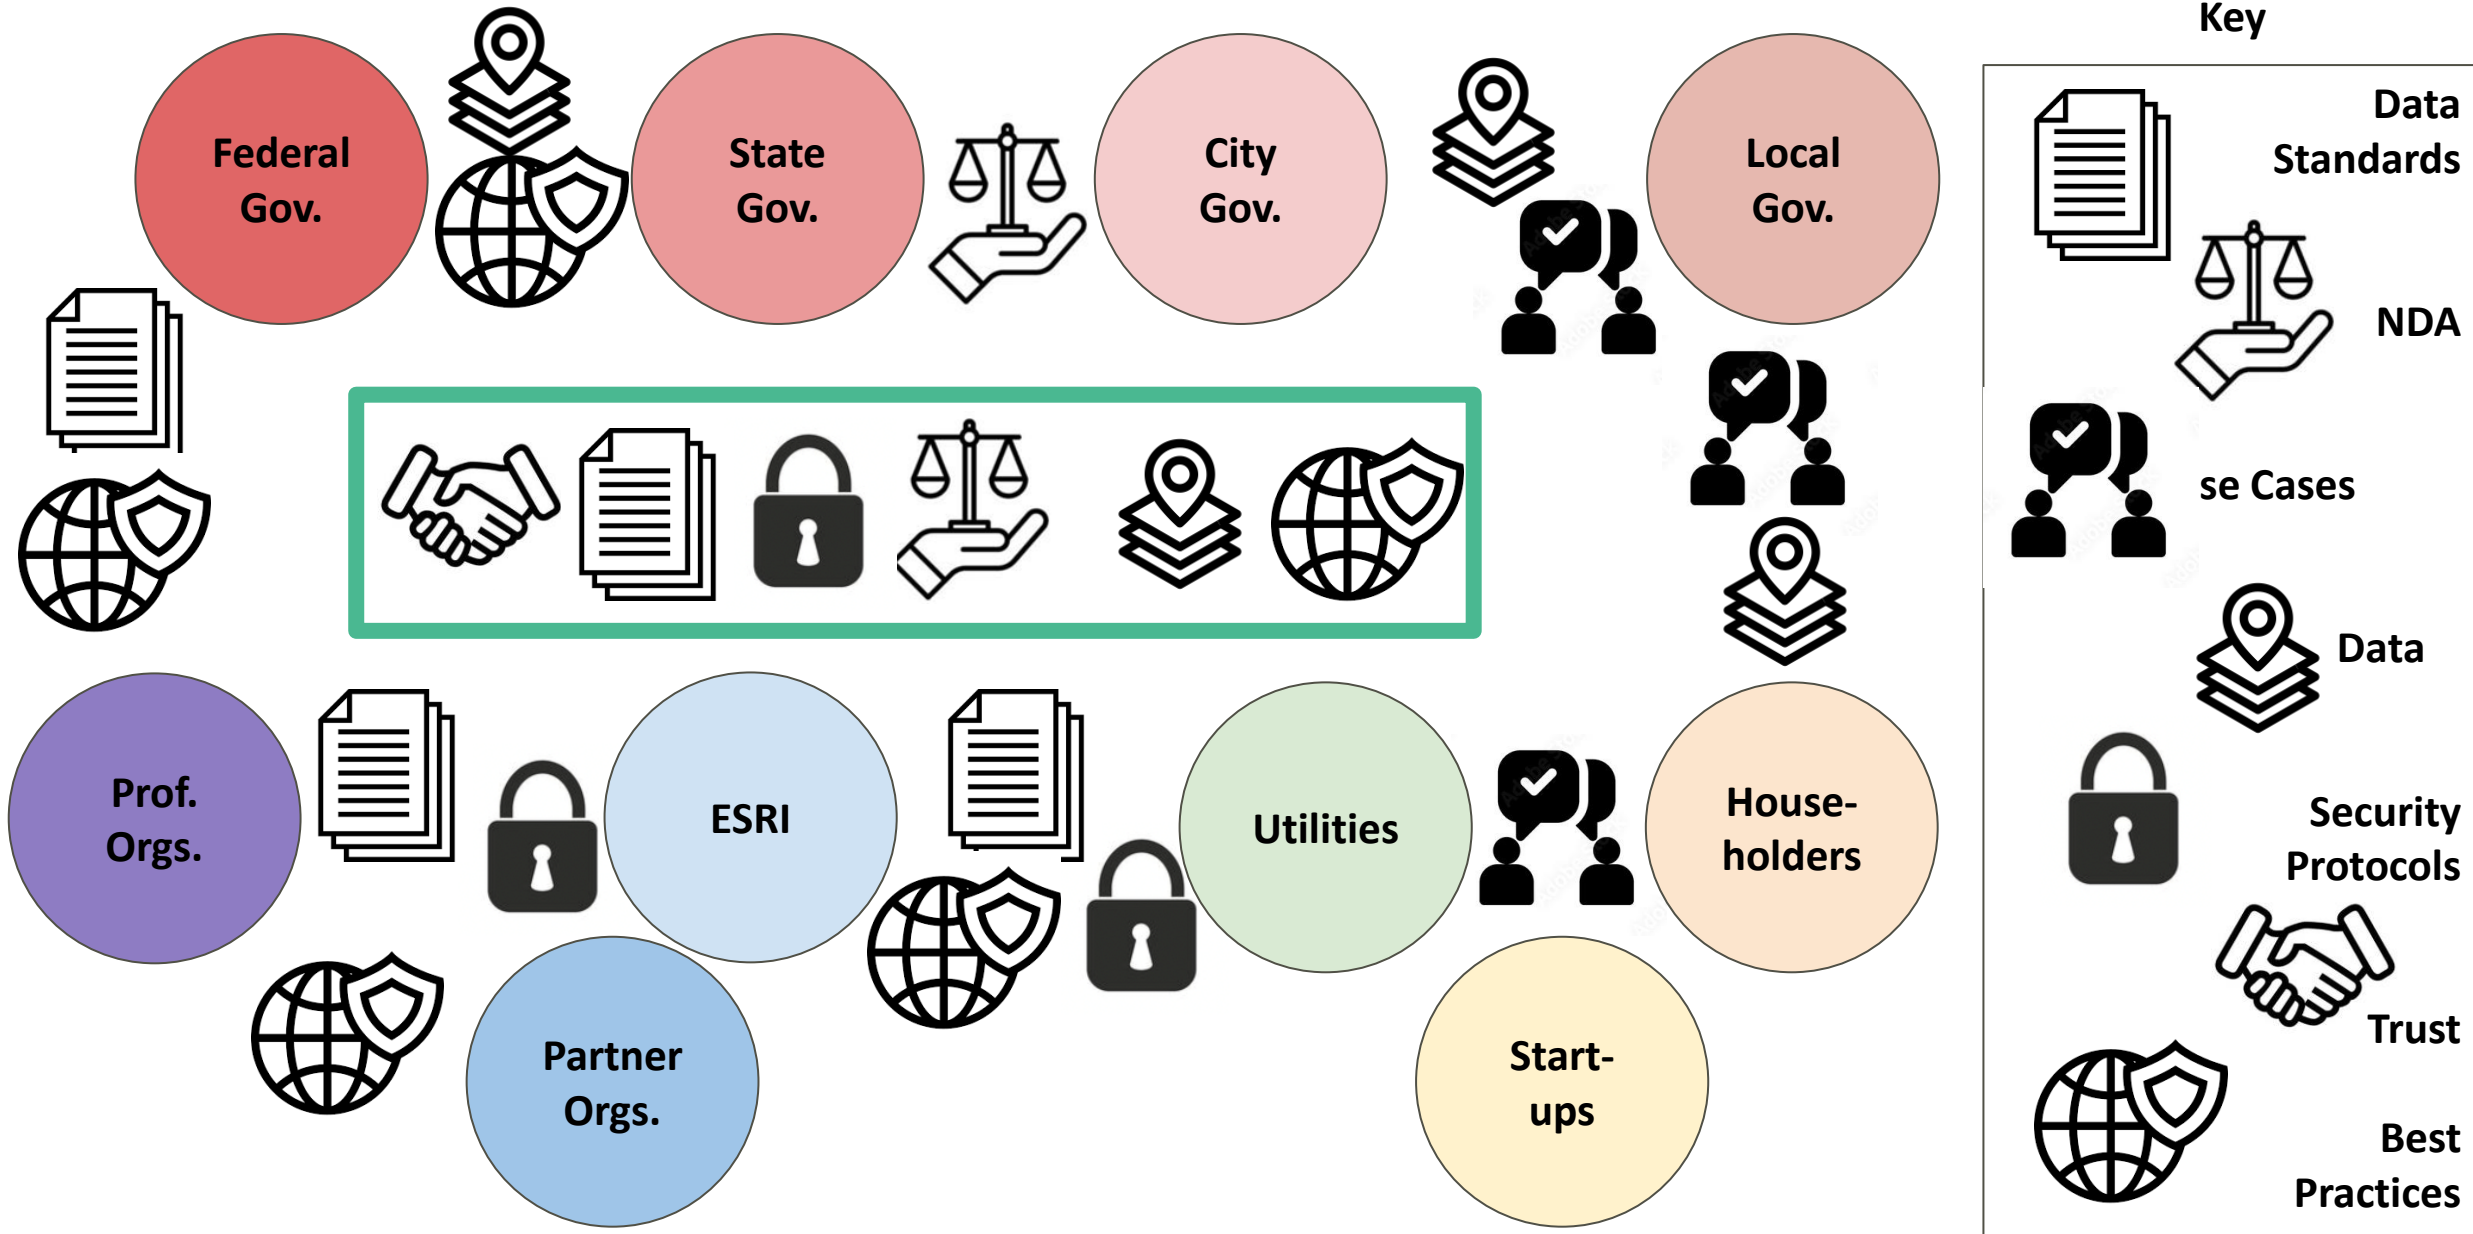 Key
Federal
Gov.
State
Gov.
City
Gov.
Local
Gov.
Data
Standards
NDA
se Cases
Data
Prof.
Orgs.
ESRI
Utilities
House-
holders
Security
Protocols
Partner
Orgs.
Start-
ups
Trust
Best
Practices